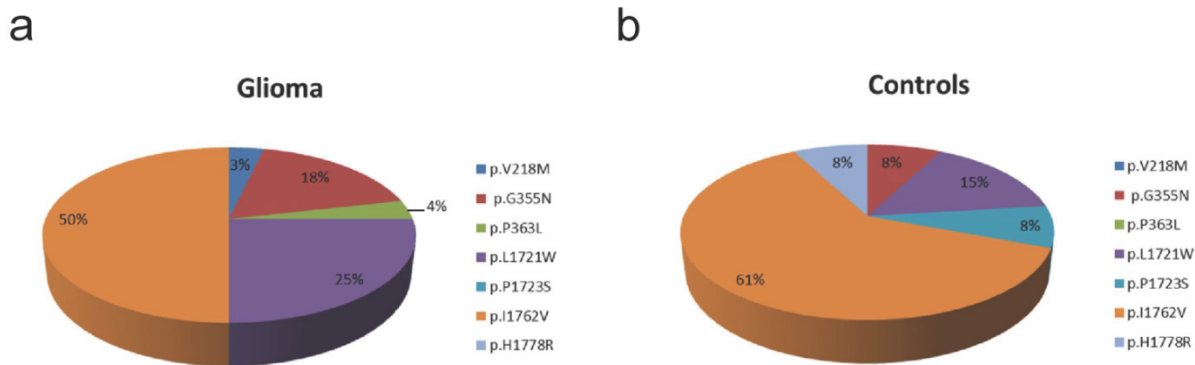 a
Glioma
3%
18%
4%
25%
50%
p.V218M
p.G355N
p.P363L
p.L1721W
p.P1723S
p.I1762V
p.H1778R
b
Controls
8%
8%
15%
8%
61%
p.V218M
p.G355N
p.P363L
p.L1721W
p.P1723S
p.I1762V
p.H1778R